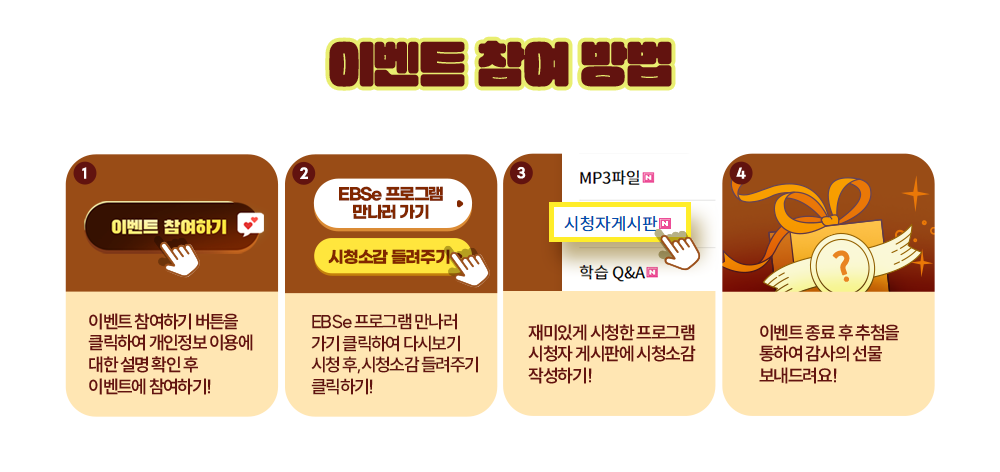 이벤트 참여 방법
1
이벤트 참여하기
이벤트 참여하기 버튼을
클릭하여 개인정보 이용에
대한 설명 확인 후
이벤트에 참여하기!
2
EBSe 프로그램
만나러 가기
시청소감 들려주기
EBSe 프로그램 만나러
가기 클릭하여 다시보기
시청 후, 시청소감 들려주기
클릭하기!
3
MP3파일 N
시청자게시판 N
학습 Q&A N
재미있게 시청한 프로그램
시청자 게시판에 시청소감
작성하기!
4
?
이벤트 종료 후 추첨을
통하여 감사의 선물
보내드려요!